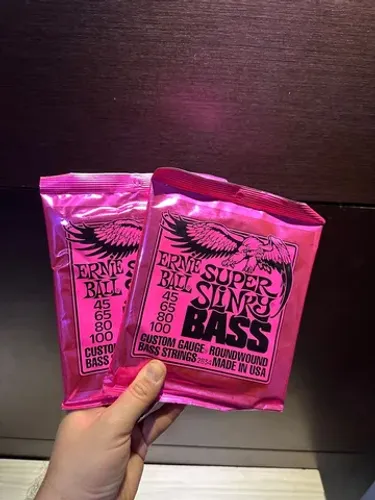 ERNIE BALL
45
65
80
100
CUSTOM
BASS
ERNIE BALL
SUPER
SLINKY
BASS
45
65
80
100
CUSTOM GAUGE ROUNDWOUND
BASS STRINGS 2834 MADE IN USA